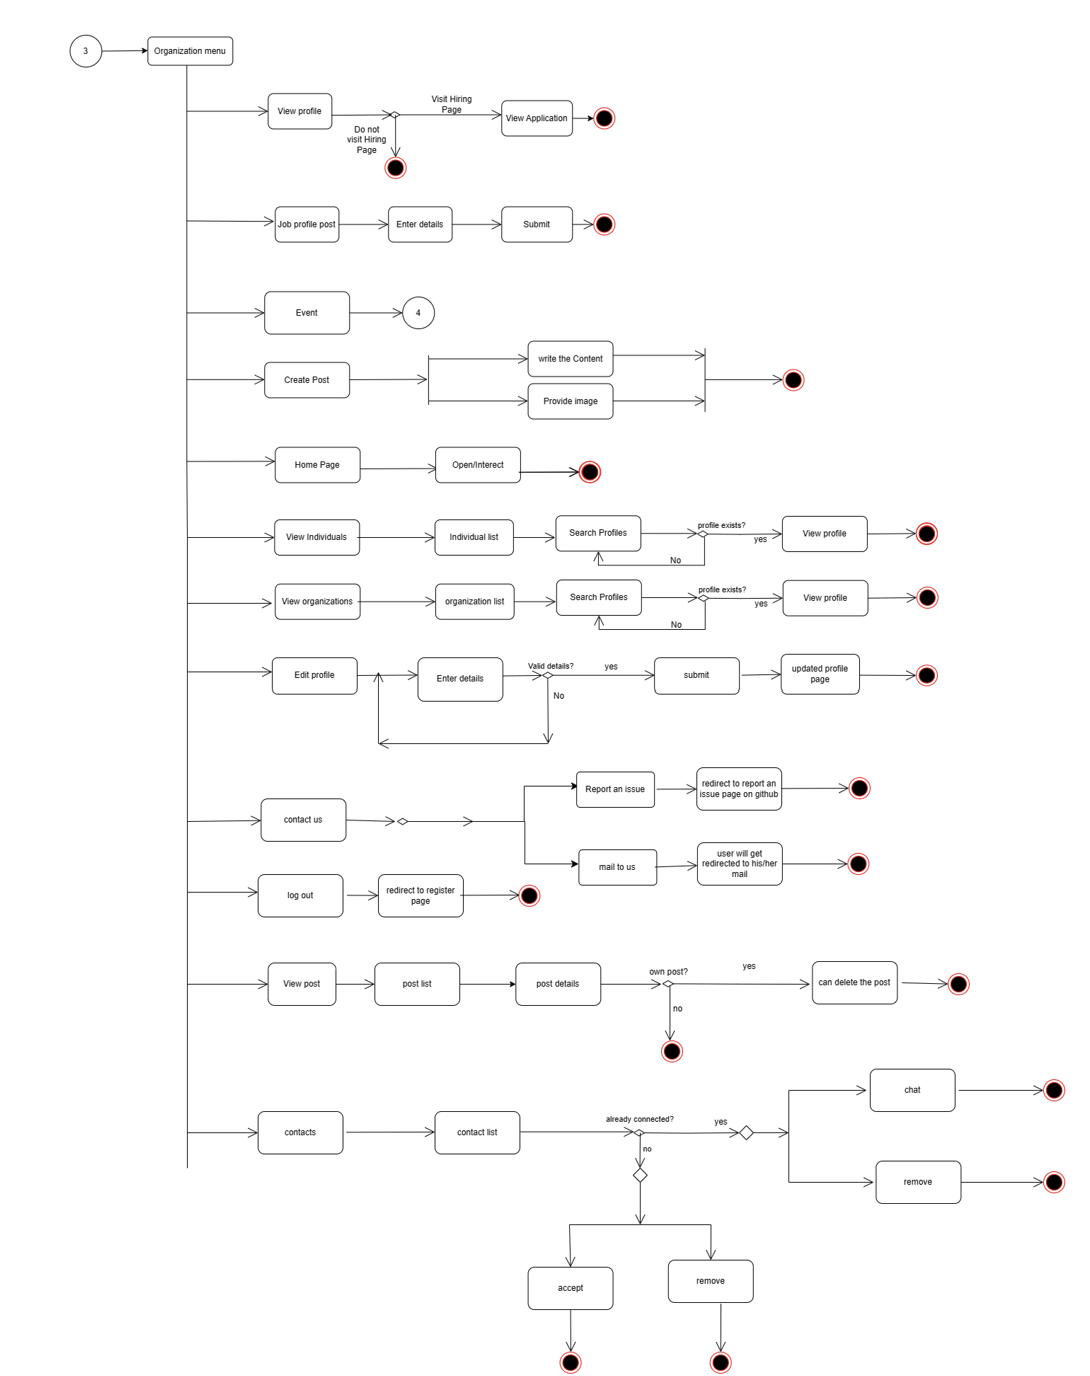 3
Organization menu
View profile
Visit Hiring
Page
View Application
Do not
visit Hiring
Page
Job profile post
Enter details
Submit
Event
4
write the Content
Create Post
Provide image
Home Page
Open/Interect
View Individuals
Individual list
Search Profiles
profile exists?
yes
View profile
No
View organizations
organization list
Search Profiles
profile exists?
yes
View profile
No
Edit profile
Enter details
Valid details?
yes
submit
updated profile
page
No
Report an issue
redirect to report an
issue page on github
contact us
mail to us
user will get
redirected to his/her
mail
log out
redirect to register
page
View post
post list
post details
own post?
yes
can delete the post
no
chat
contacts
contact list
already connected?
yes
no
remove
accept
remove